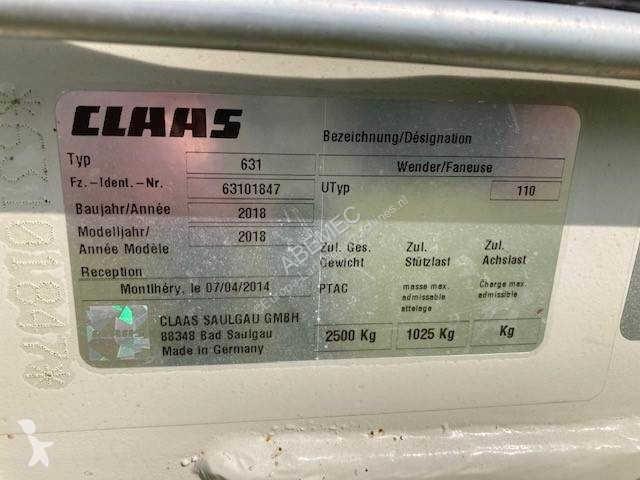 CLAAS
Bezeichnung/Désignation
Typ 631 Wender/Faneuse
Fz.-Ident.-Nr. 63101847 UTyp 110
Baujahr/Année 2018
Modelljahr/ 2018
Année Modèle
Zul. Ges. Zul. Zul.
Gewicht Stützlast Achslast
Reception
PTAC masse max. Charge max.
admissable admissible
attelage
Montlhéry, le 07/04/2014
CLAAS SAULGAU GMBH
88348 Bad Saulgau
Made in Germany
2500 Kg 1025 Kg Kg
*63101847*
ABEMEC